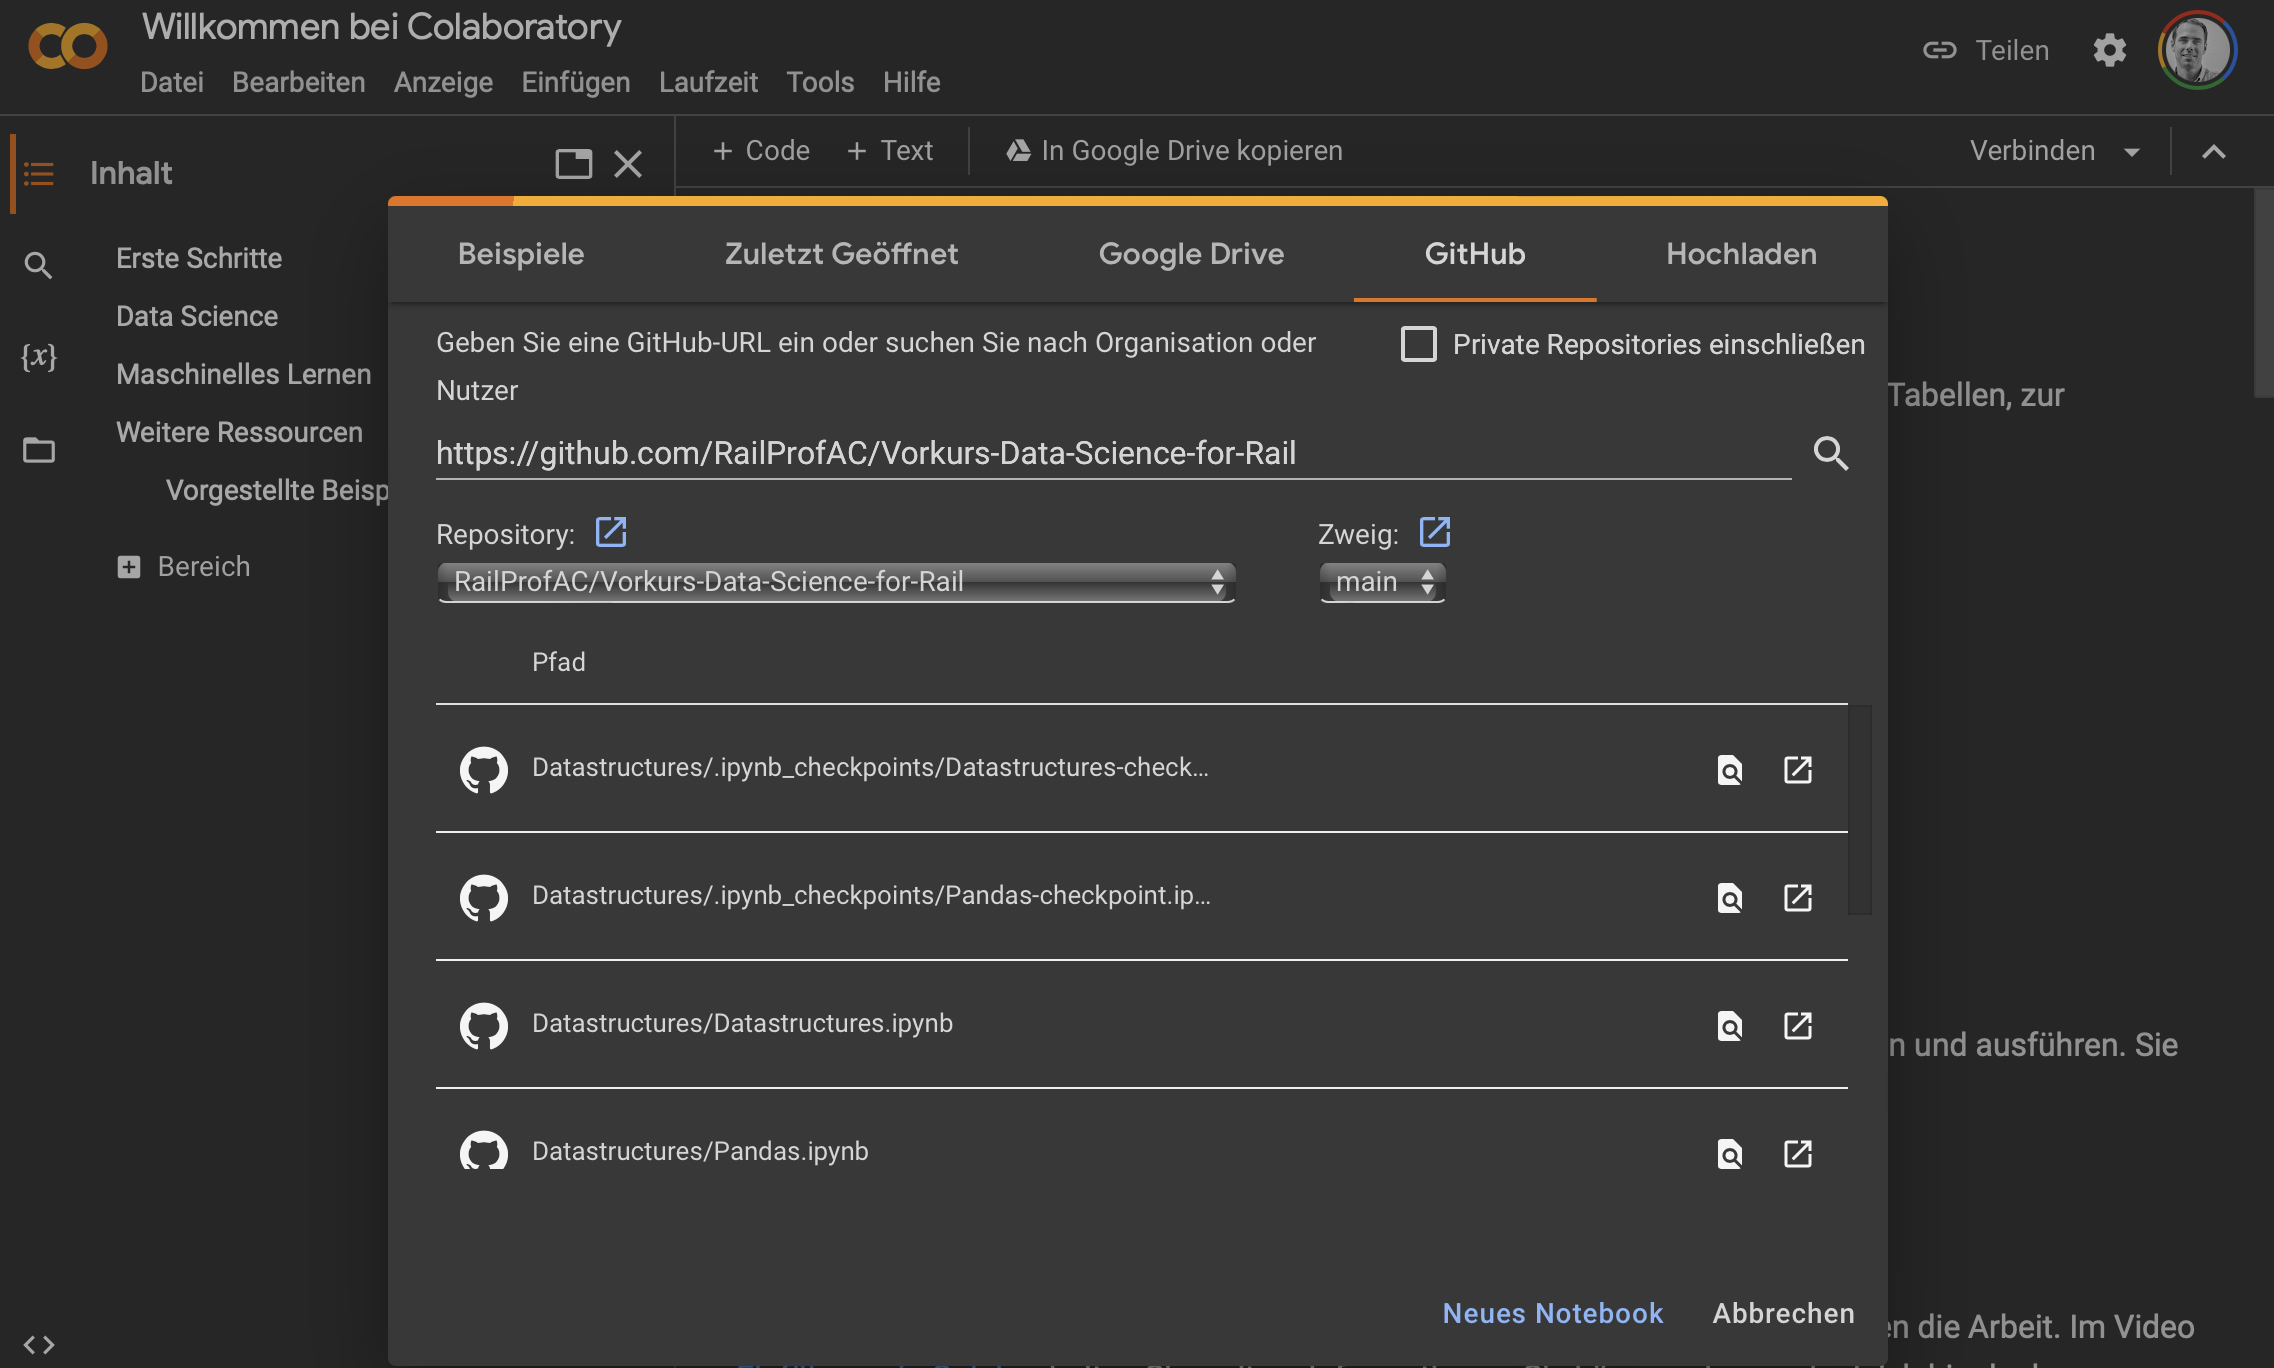 Willkommen bei Colaboratory
Datei Bearbeiten Anzeige Einfügen Laufzeit Tools Hilfe
Teilen
Inhalt
+ Code + Text In Google Drive kopieren
Verbinden
Erste Schritte
Data Science
Maschinelles Lernen
Weitere Ressourcen
Vorgestellte Beisp
Bereich
{x}
Beispiele Zuletzt Geöffnet Google Drive GitHub Hochladen
Geben Sie eine GitHub-URL ein oder suchen Sie nach Organisation oder
Nutzer
Private Repositories einschließen
https://github.com/RailProfAC/Vorkurs-Data-Science-for-Rail
Repository: Zweig:
RailProfAC/Vorkurs-Data-Science-for-Rail main
Pfad
Datastructures/.ipynb_checkpoints/Datastructures-check...
Datastructures/.ipynb_checkpoints/Pandas-checkpoint.ip...
Datastructures/Datastructures.ipynb
Datastructures/Pandas.ipynb
Neues Notebook Abbrechen
Tabellen, zur
n und ausführen. Sie
en die Arbeit. Im Video